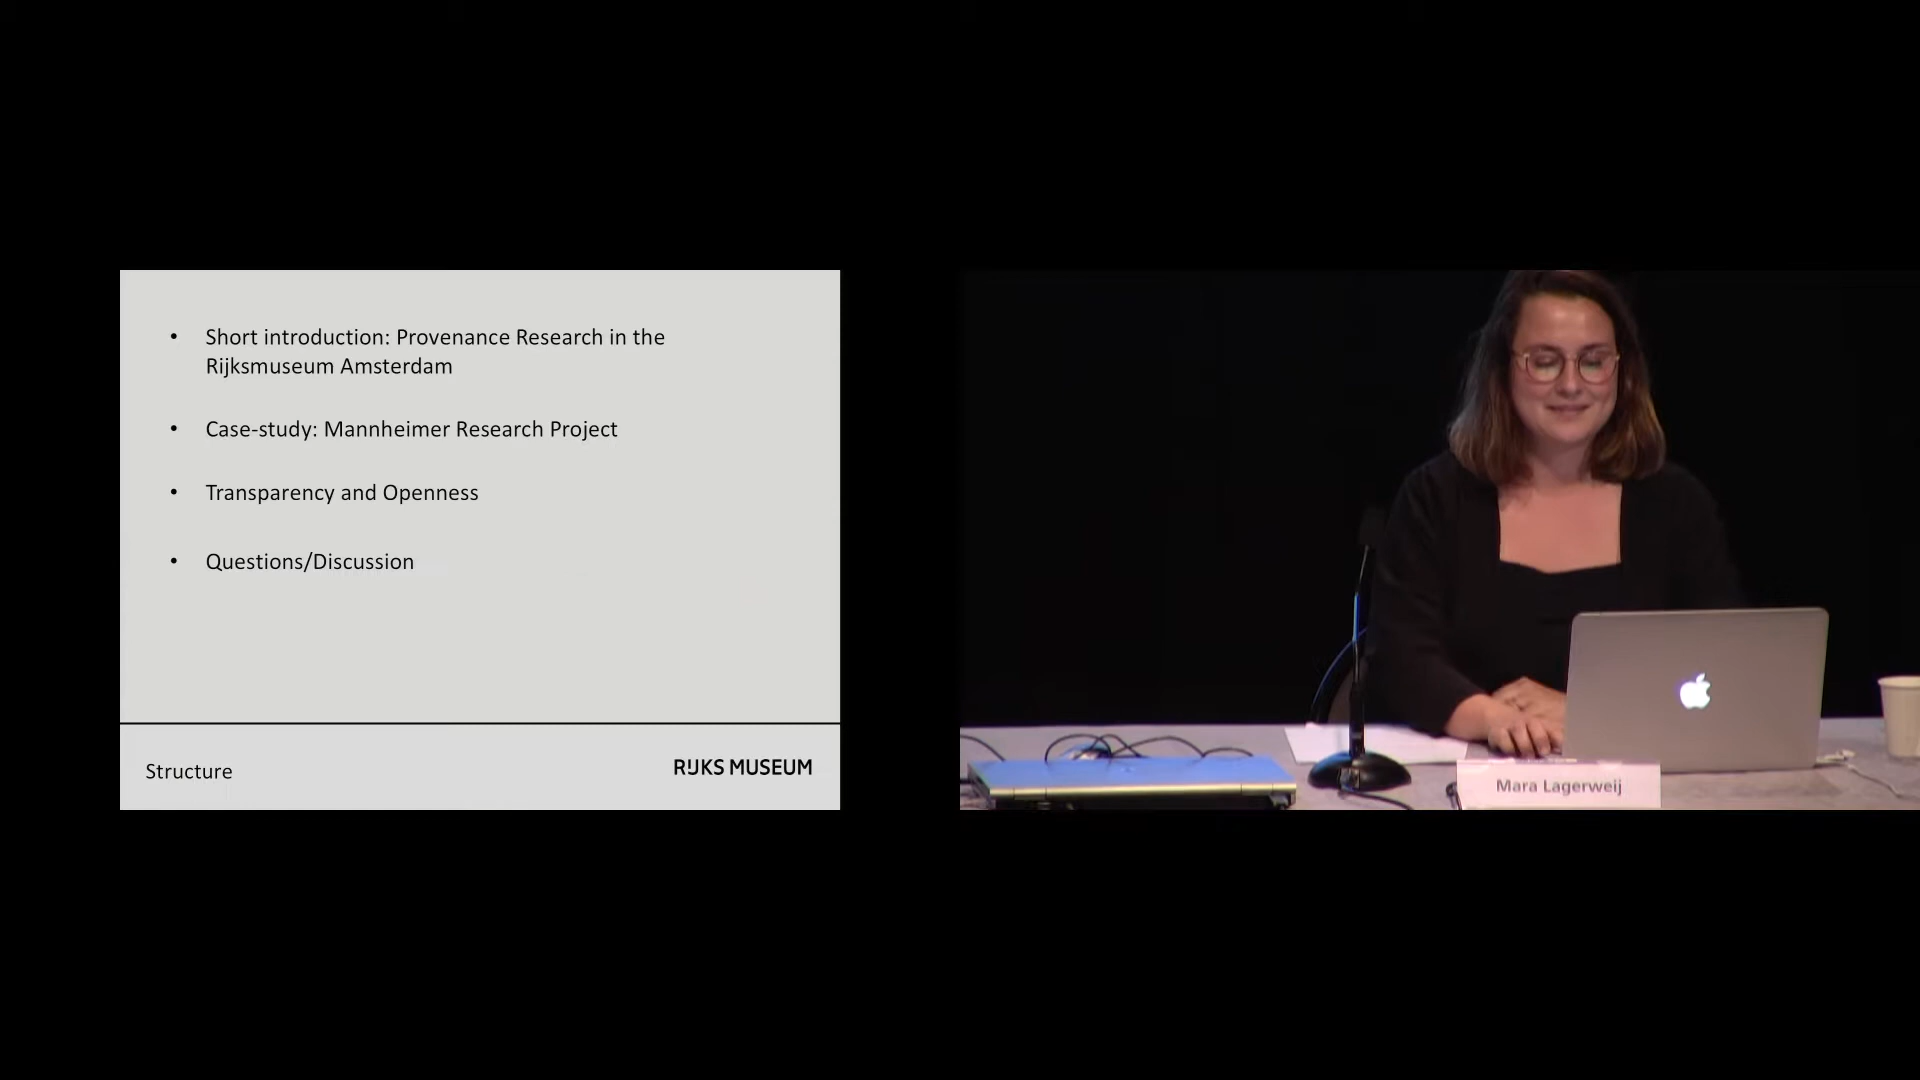 • Short introduction: Provenance Research in the
Rijksmuseum Amsterdam
• Case-study: Mannheimer Research Project
• Transparency and Openness
• Questions/Discussion
Structure
RIJKS MUSEUM
Mara Lagerweij